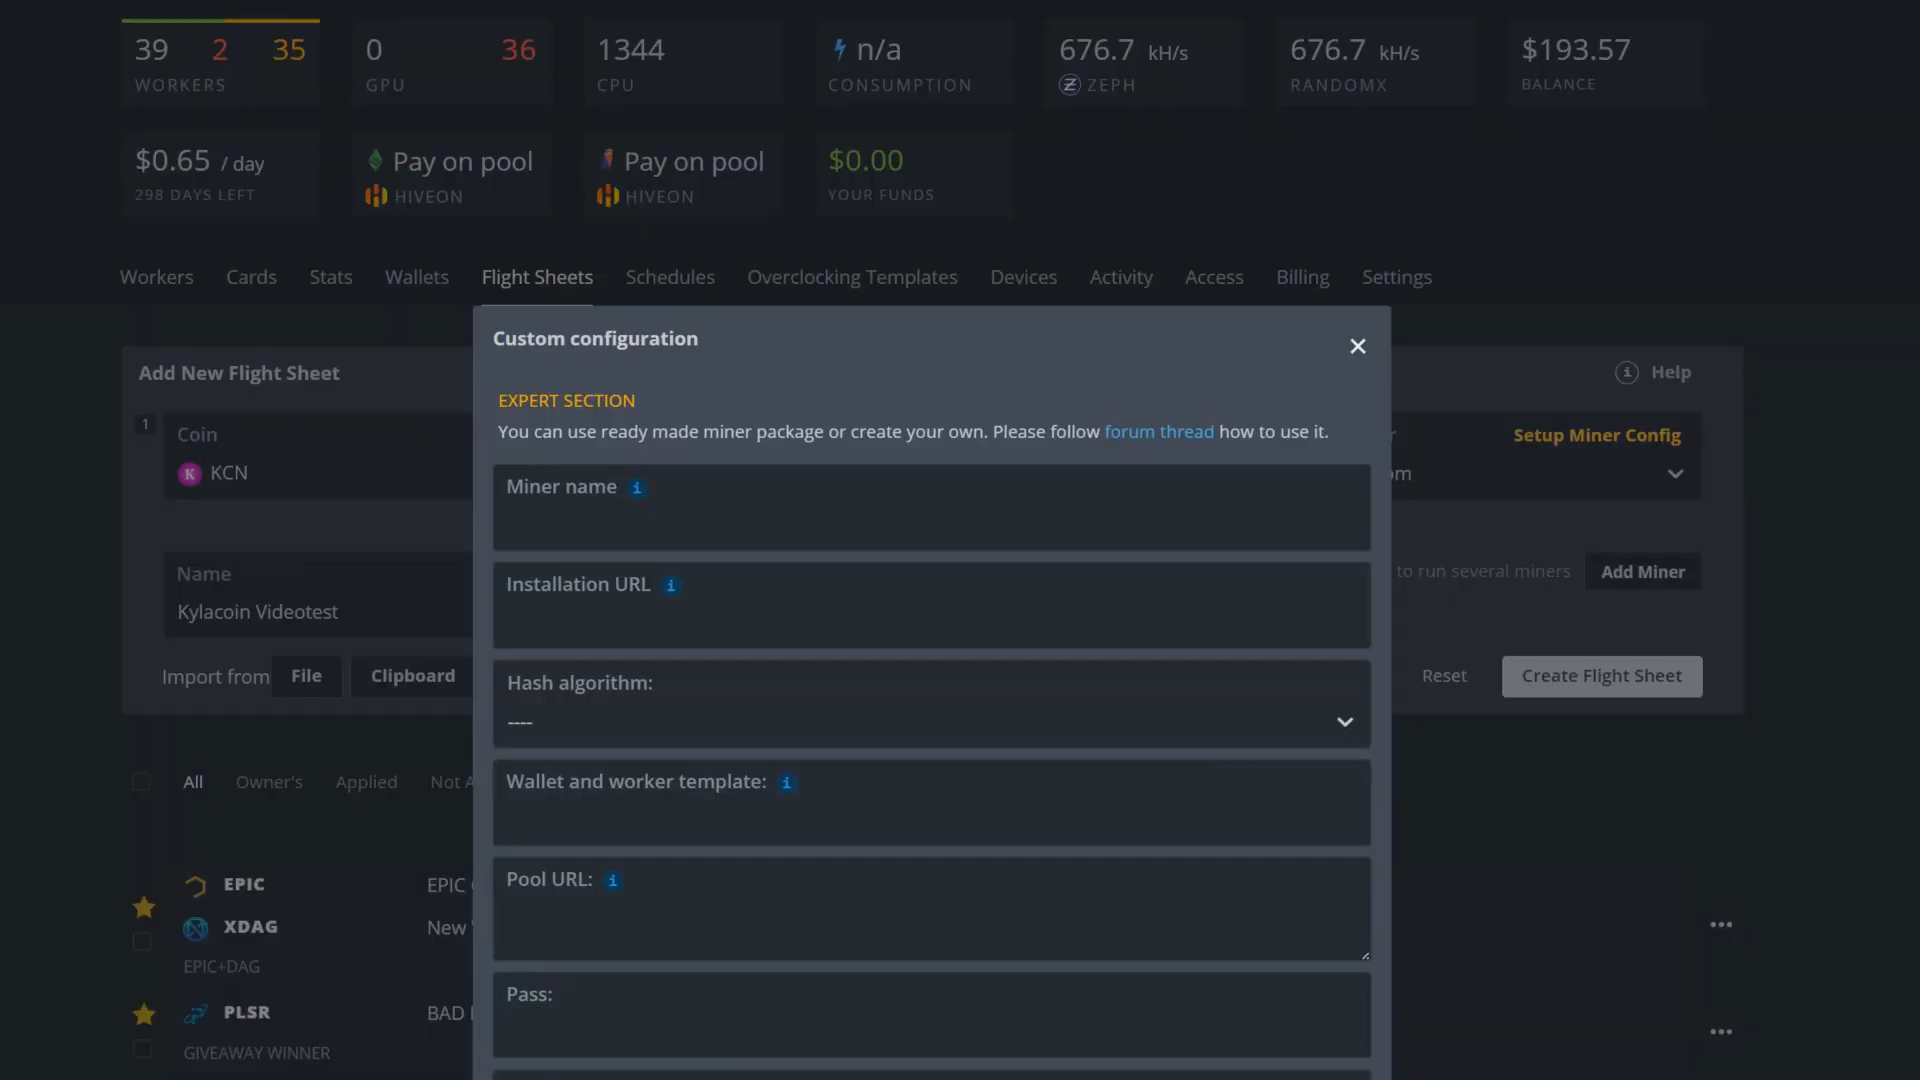 39 2 35
WORKERS
0 36
GPU
1344
CPU
n/a
CONSUMPTION
676.7 kH/s
ZEPH
676.7 kH/s
RANDOMX
$193.57
BALANCE
$0.65 / day
298 DAYS LEFT
Pay on pool
HIVEON
Pay on pool
HIVEON
$0.00
YOUR FUNDS
Workers Cards Stats Wallets Flight Sheets Schedules Overclocking Templates Devices Activity Access Billing Settings
Custom configuration
EXPERT SECTION
You can use ready made miner package or create your own. Please follow forum thread how to use it.
Miner name
Installation URL
Hash algorithm:
----
Wallet and worker template:
Pool URL:
Pass:
Add New Flight Sheet
Help
1
Coin
K KCN
Setup Miner Config
Name
Kylacoin Videotest
to run several miners Add Miner
Import from File Clipboard
Reset Create Flight Sheet
All Owner's Applied Not A
EPIC EPIC
XDAG New
EPIC+DAG
PLSR BAD
GIVEAWAY WINNER